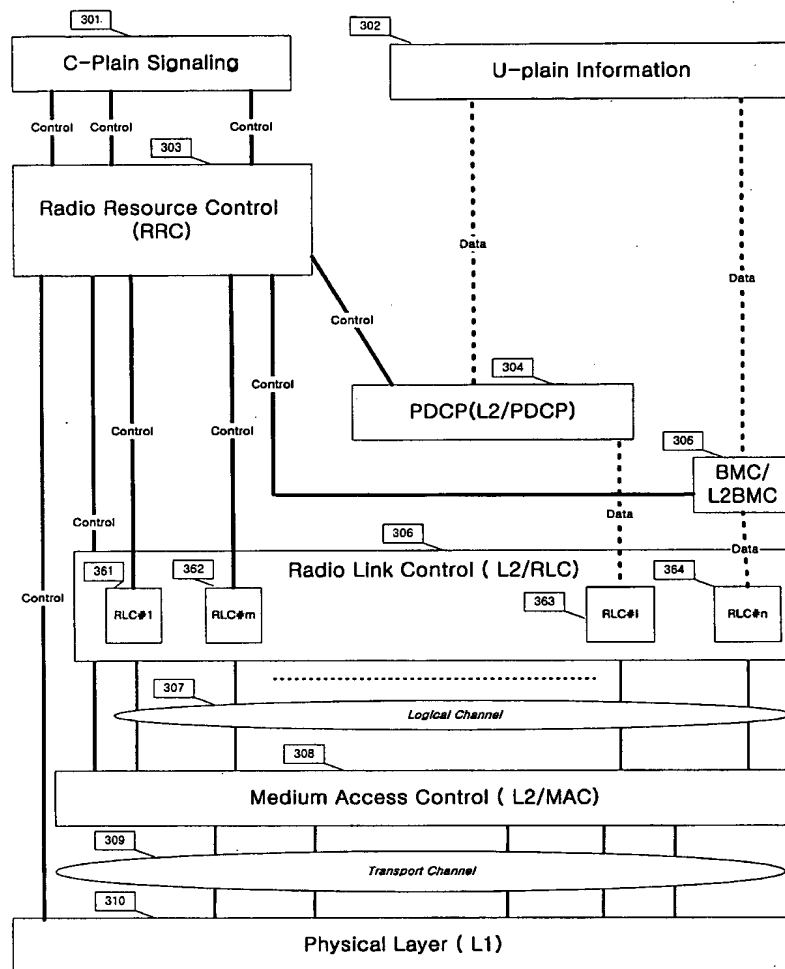 301
C-Plain Signaling
302
U-plain Information
Control
Control
Control
303
Radio Resource Control
(RRC)
Data
Data
Control
304
PDCP(L2/PDCP)
Control
Control
Control
305
BMC/
L2BMC
Data
Control
306
Data
Radio Link Control ( L2/RLC)
361
362
363
364
Control
RLC#1
RLC#m
RLC#l
RLC#n
307
Logical Channel
308
Medium Access Control ( L2/MAC)
309
Transport Channel
310
Physical Layer ( L1)